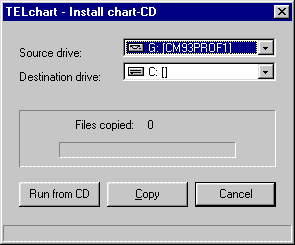 TELchart - Install chart-CD
Source drive: G: [CM93PROF1]
Destination drive: C: []
Files copied: 0
Run from CD Copy Cancel